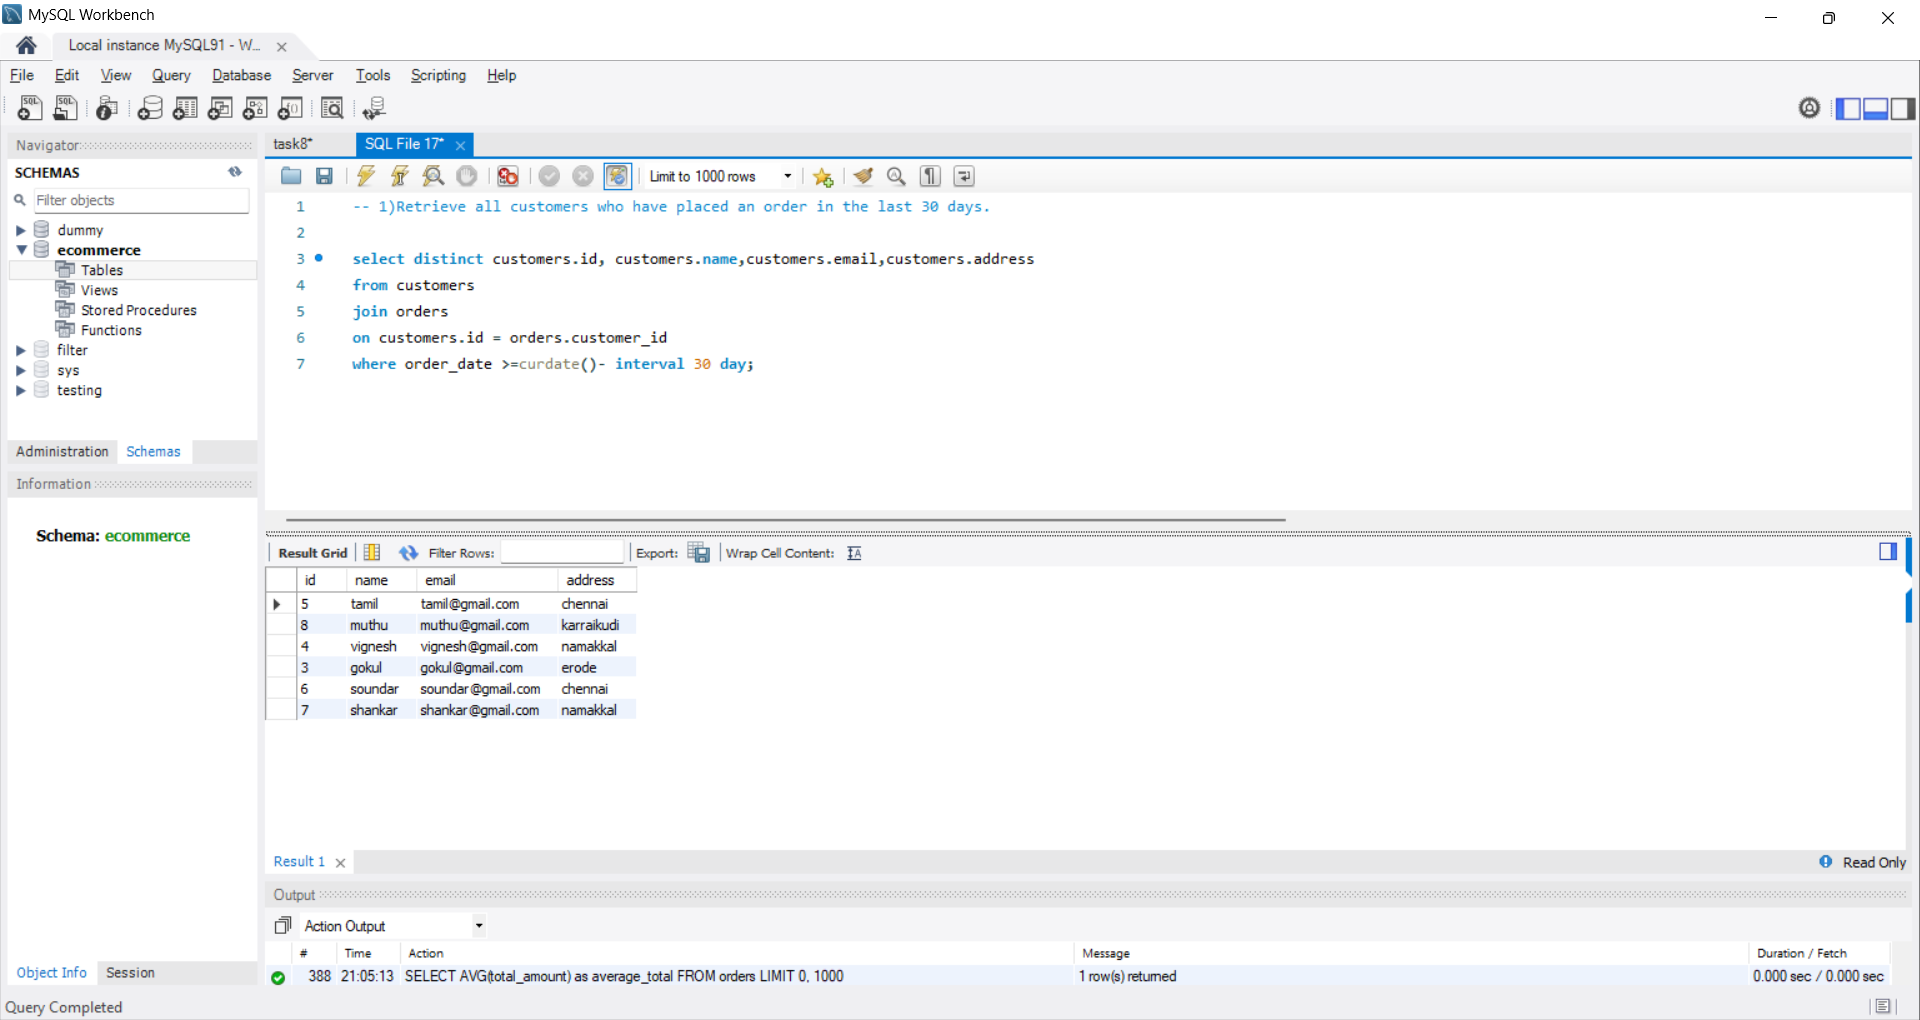 MySQL Workbench
Local instance MySQL91 - W...
File Edit View Query Database Server Tools Scripting Help
Navigator
SCHEMAS
Filter objects
dummy
ecommerce
Tables
Views
Stored Procedures
Functions
filter
sys
testing
Administration Schemas
Information
Schema: ecommerce
Object Info Session
task8* SQL File 17*
Limit to 1000 rows
1 -- 1)Retrieve all customers who have placed an order in the last 30 days.
2
3 select distinct customers.id, customers.name,customers.email,customers.address
4 from customers
5 join orders
6 on customers.id = orders.customer_id
7 where order_date >=curdate()- interval 30 day;
Result Grid Filter Rows: Export: Wrap Cell Content:
id name email address
5 tamil tamil@gmail.com chennai
8 muthu muthu@gmail.com karraikudi
4 vignesh vignesh@gmail.com namakkal
3 gokul gokul@gmail.com erode
6 soundar soundar@gmail.com chennai
7 shankar shankar@gmail.com namakkal
Result 1 Read Only
Output
Action Output
# Time Action Message Duration / Fetch
388 21:05:13 SELECT AVG(total_amount) as average_total FROM orders LIMIT 0, 1000 1 row(s) returned 0.000 sec / 0.000 sec
Query Completed